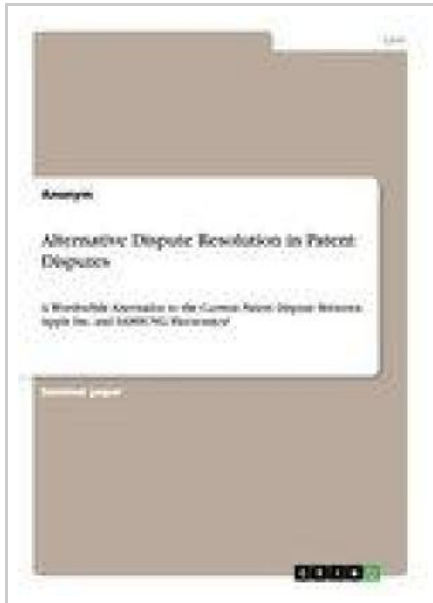 Anonym
Alternative Dispute Resolution in Patent
Disputes
A Worthwhile Alternative to the Current Patent Dispute Between
Apple Inc. and SAMSUNG Electronics?
Seminar paper
GRIN